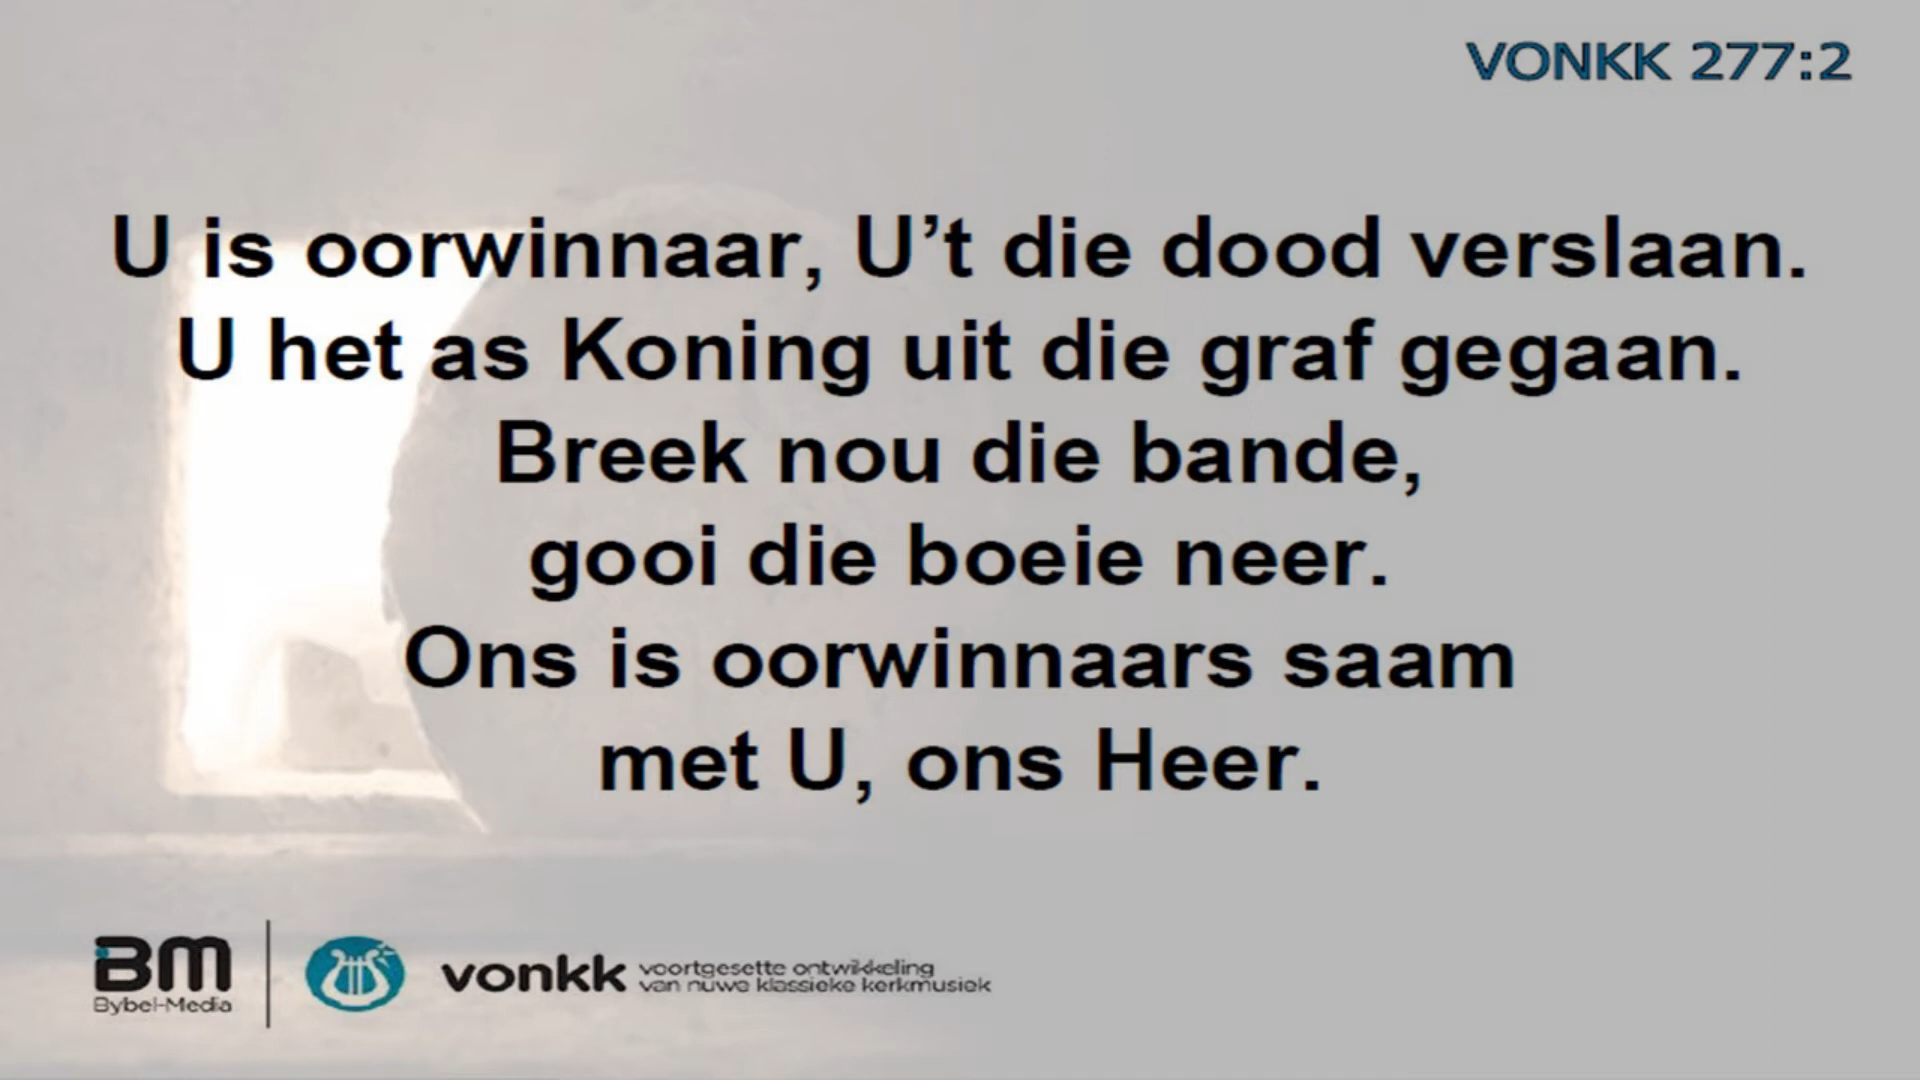 VONKK 277:2
U is oorwinnaar, U’t die dood verslaan.
U het as Koning uit die graf gegaan.
Breek nou die bande,
gooi die boeie neer.
Ons is oorwinnaars saam
met U, ons Heer.
BM
Bybel-Media
vonkk
voortgesette ontwikkeling
van nuwe klassieke kerkmusiek